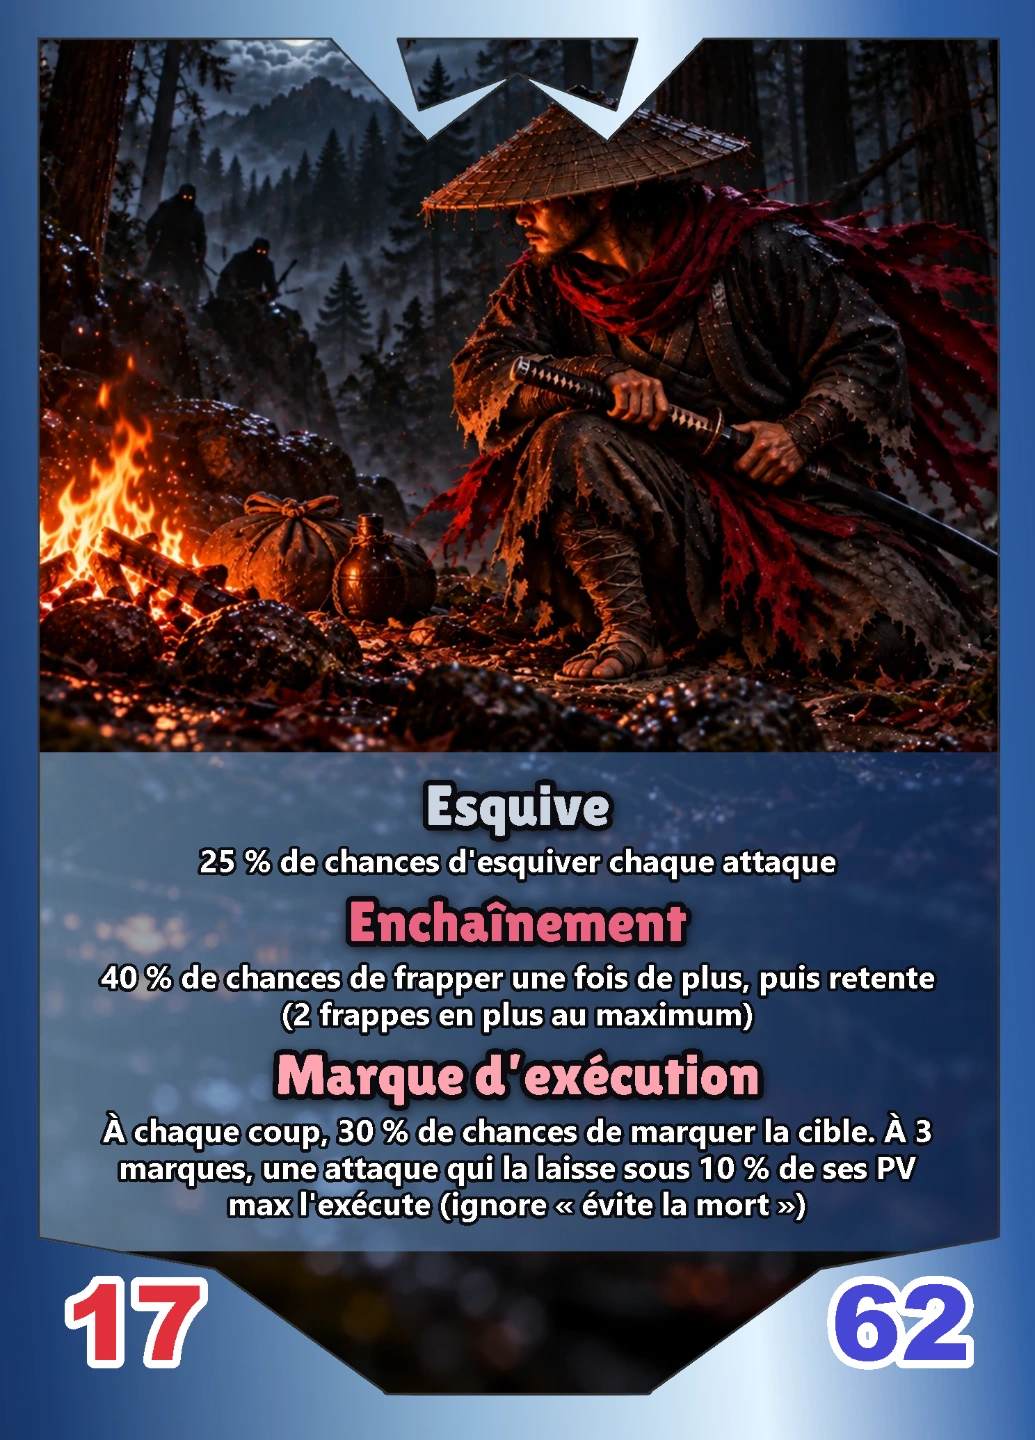 Esquive
25 % de chances d'esquiver chaque attaque
Enchaînement
40 % de chances de frapper une fois de plus, puis retente
(2 frappes en plus au maximum)
Marque d'exécution
À chaque coup, 30 % de chances de marquer la cible. À 3
marques, une attaque qui la laisse sous 10 % de ses PV
max l'exécute (ignore « évite la mort »)
17
62